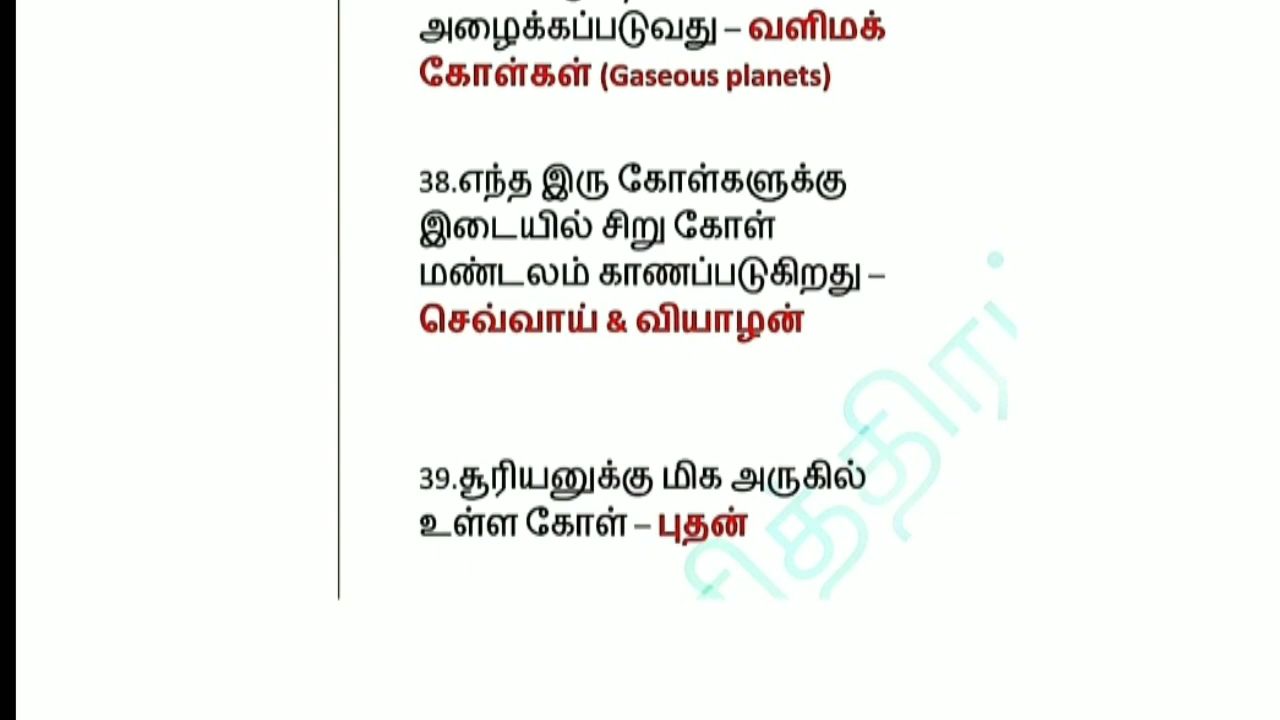 அழைக்கப்படுவது – வளிமக்
கோள்கள் (Gaseous planets)
38.எந்த இரு கோள்களுக்கு
இடையில் சிறு கோள்
மண்டலம் காணப்படுகிறது –
செவ்வாய் & வியாழன்
39.சூரியனுக்கு மிக அருகில்
உள்ள கோள் – புதன்